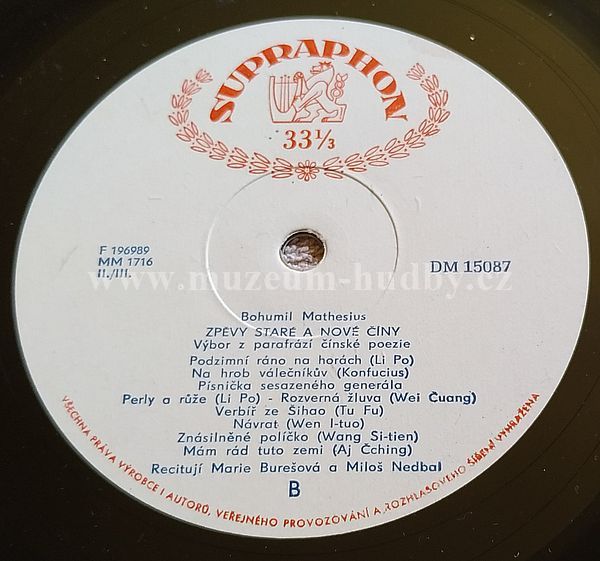 SUPRAPHON
33⅓
F 196989
MM 1716
II./III.
DM 15087
www.muzeum-hudby.cz
Bohumil Mathesius
ZPĚVY STARÉ A NOVÉ ČÍNY
Výbor z parafrází čínské poezie
Podzimní ráno na horách (Li Po)
Na hrob válečníkův (Konfucius)
Písnička sesazeného generála
Perly a růže (Li Po) - Rozverná žluva (Wei Čuang)
Verbíř ze Šihao (Tu Fu)
Návrat (Wen I-tuo)
Znásilněné políčko (Wang Si-tien)
Mám rád tuto zemi (Aj Čching)
Recitují Marie Burešová a Miloš Nedbal
B
VŠECHNA PRÁVA VÝROBCE I AUTORŮ, VEŘEJNÉHO PROVOZOVÁNÍ A ROZHLASOVÉHO ŠÍŘENÍ VYHRAŽENA